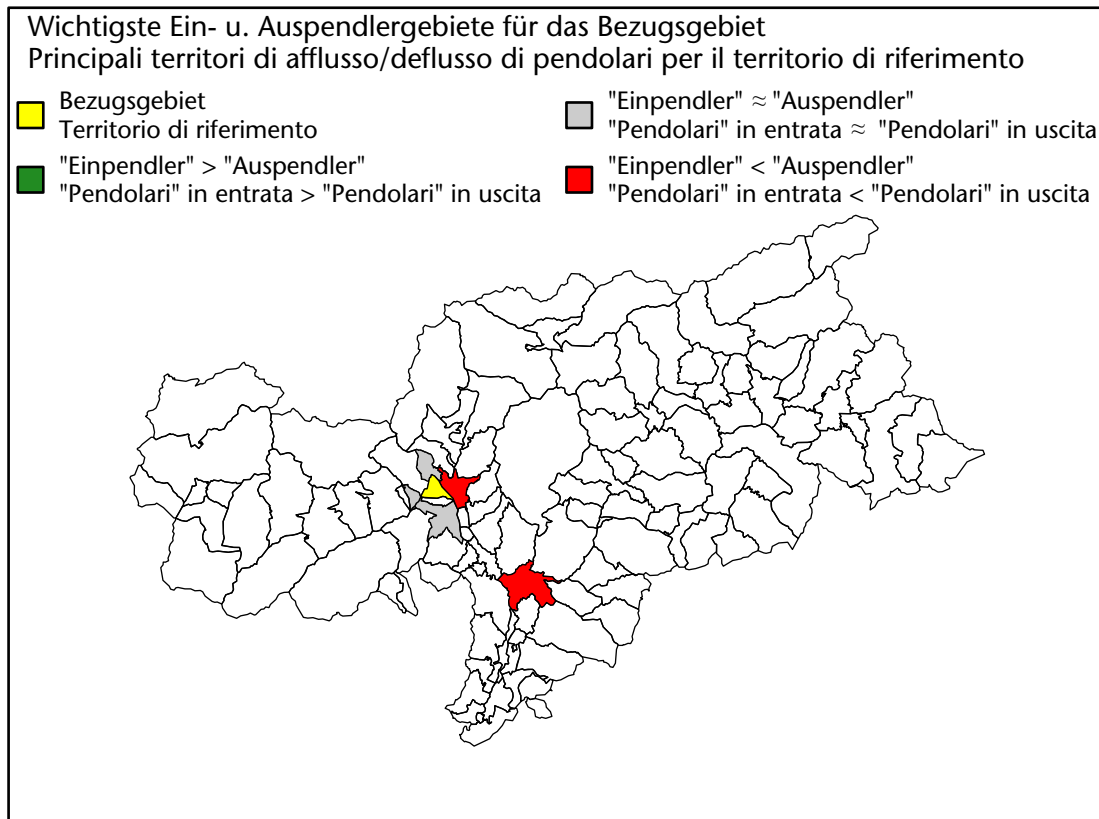 Wichtigste Ein- u. Auspendlergebiete für das Bezugsgebiet
Principali territori di afflusso/deflusso di pendolari per il territorio di riferimento
Bezugsgebiet
Territorio di riferimento
"Einpendler" > "Auspendler"
"Pendolari" in entrata > "Pendolari" in uscita
"Einpendler" ≈ "Auspendler"
"Pendolari" in entrata ≈ "Pendolari" in uscita
"Einpendler" < "Auspendler"
"Pendolari" in entrata < "Pendolari" in uscita